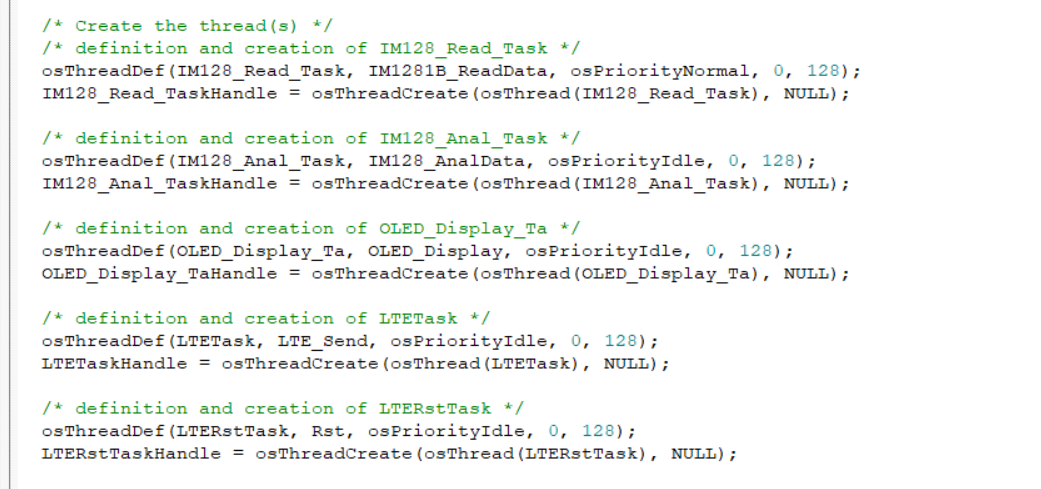 /* Create the thread(s) */
/* definition and creation of IM128_Read_Task */
osThreadDef(IM128_Read_Task, IM1281B_ReadData, osPriorityNormal, 0, 128);
IM128_Read_TaskHandle = osThreadCreate(osThread(IM128_Read_Task), NULL);
/* definition and creation of IM128_Anal_Task */
osThreadDef(IM128_Anal_Task, IM128_AnalData, osPriorityIdle, 0, 128);
IM128_Anal_TaskHandle = osThreadCreate(osThread(IM128_Anal_Task), NULL);
/* definition and creation of OLED_Display_Ta */
osThreadDef(OLED_Display_Ta, OLED_Display, osPriorityIdle, 0, 128);
OLED_Display_TaHandle = osThreadCreate(osThread(OLED_Display_Ta), NULL);
/* definition and creation of LTETask */
osThreadDef(LTETask, LTE_Send, osPriorityIdle, 0, 128);
LTETaskHandle = osThreadCreate(osThread(LTETask), NULL);
/* definition and creation of LTERstTask */
osThreadDef(LTERstTask, Rst, osPriorityIdle, 0, 128);
LTERstTaskHandle = osThreadCreate(osThread(LTERstTask), NULL);